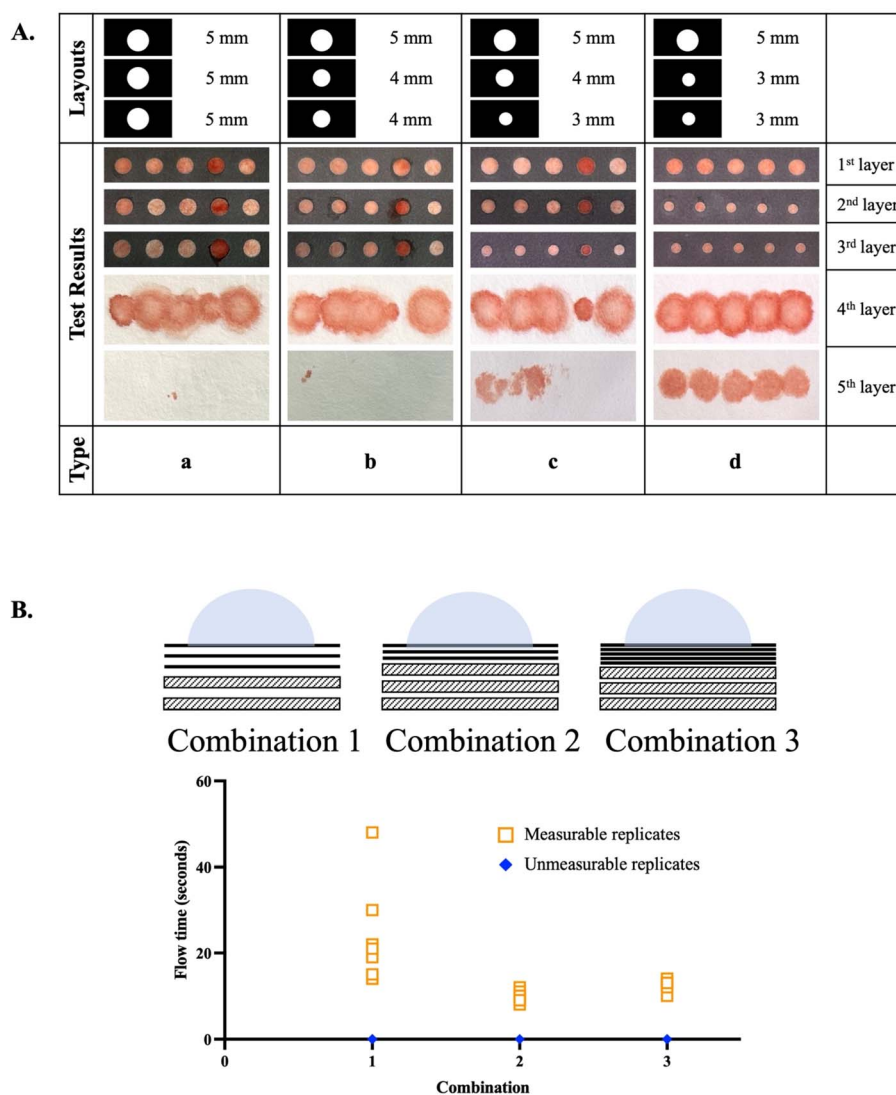 A.
Layouts
5 mm 5 mm 5 mm 5 mm
5 mm 4 mm 4 mm 3 mm
5 mm 4 mm 3 mm 3 mm
Test Results
1st layer
2nd layer
3rd layer
4th layer
5th layer
Type
a b c d
B.
Combination 1 Combination 2 Combination 3
60
40
20
0
Flow time (seconds)
Measurable replicates
Unmeasurable replicates
0 1 2 3
Combination